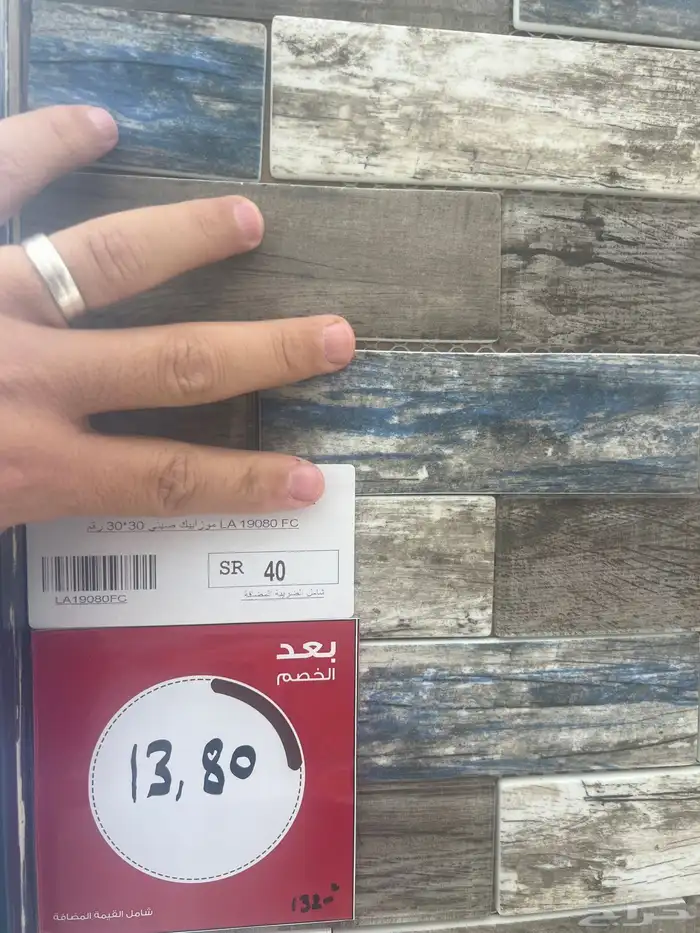 موزاييك صيني 30*30 رقم LA 19080 FC
SR 40
LA19080FC
شامل الضريبة المضافة
بعد
الخصم
13,80
شامل القيمة المضافة
حراج